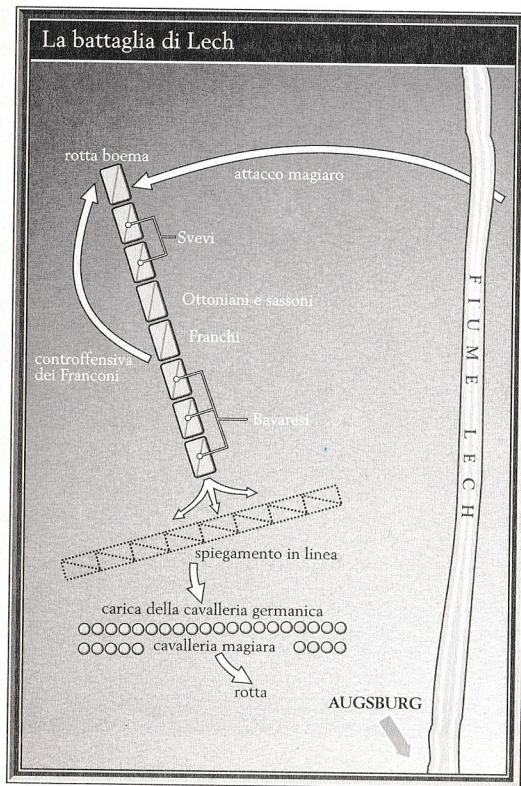 La battaglia di Lech
rotta boema
attacco magiaro
Svevi
Ottoniani e sassoni
Franchi
controffensiva
dei Franconi
Bavaresi
FIUME LECH
spiegamento in linea
carica della cavalleria germanica
cavalleria magiara
rotta
AUGSBURG